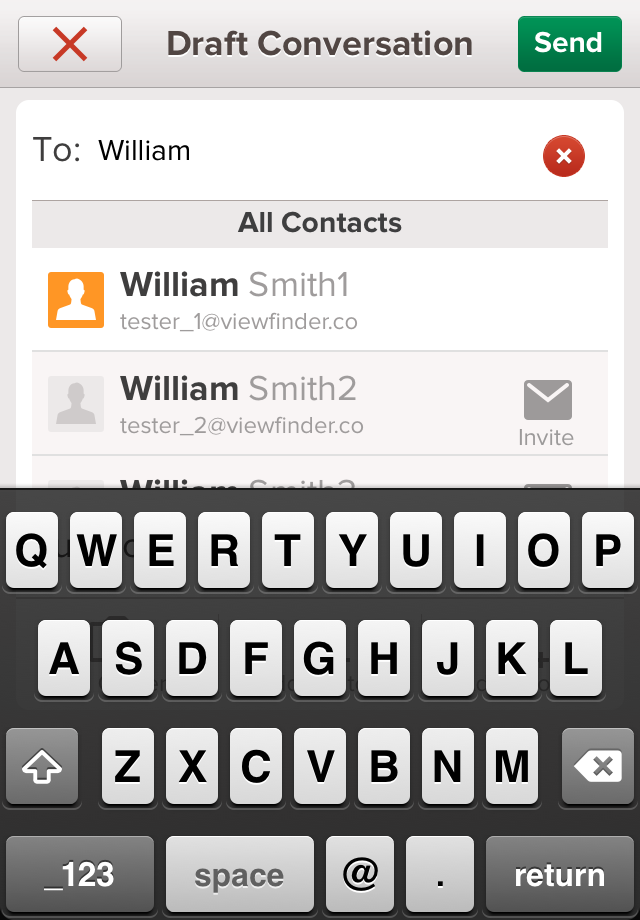 Draft Conversation
Send
To: William
All Contacts
William Smith1
tester_1@viewfinder.co
William Smith2
tester_2@viewfinder.co
Invite
Q W E R T Y U I O P
A S D F G H J K L
Z X C V B N M
_123 space @ . return